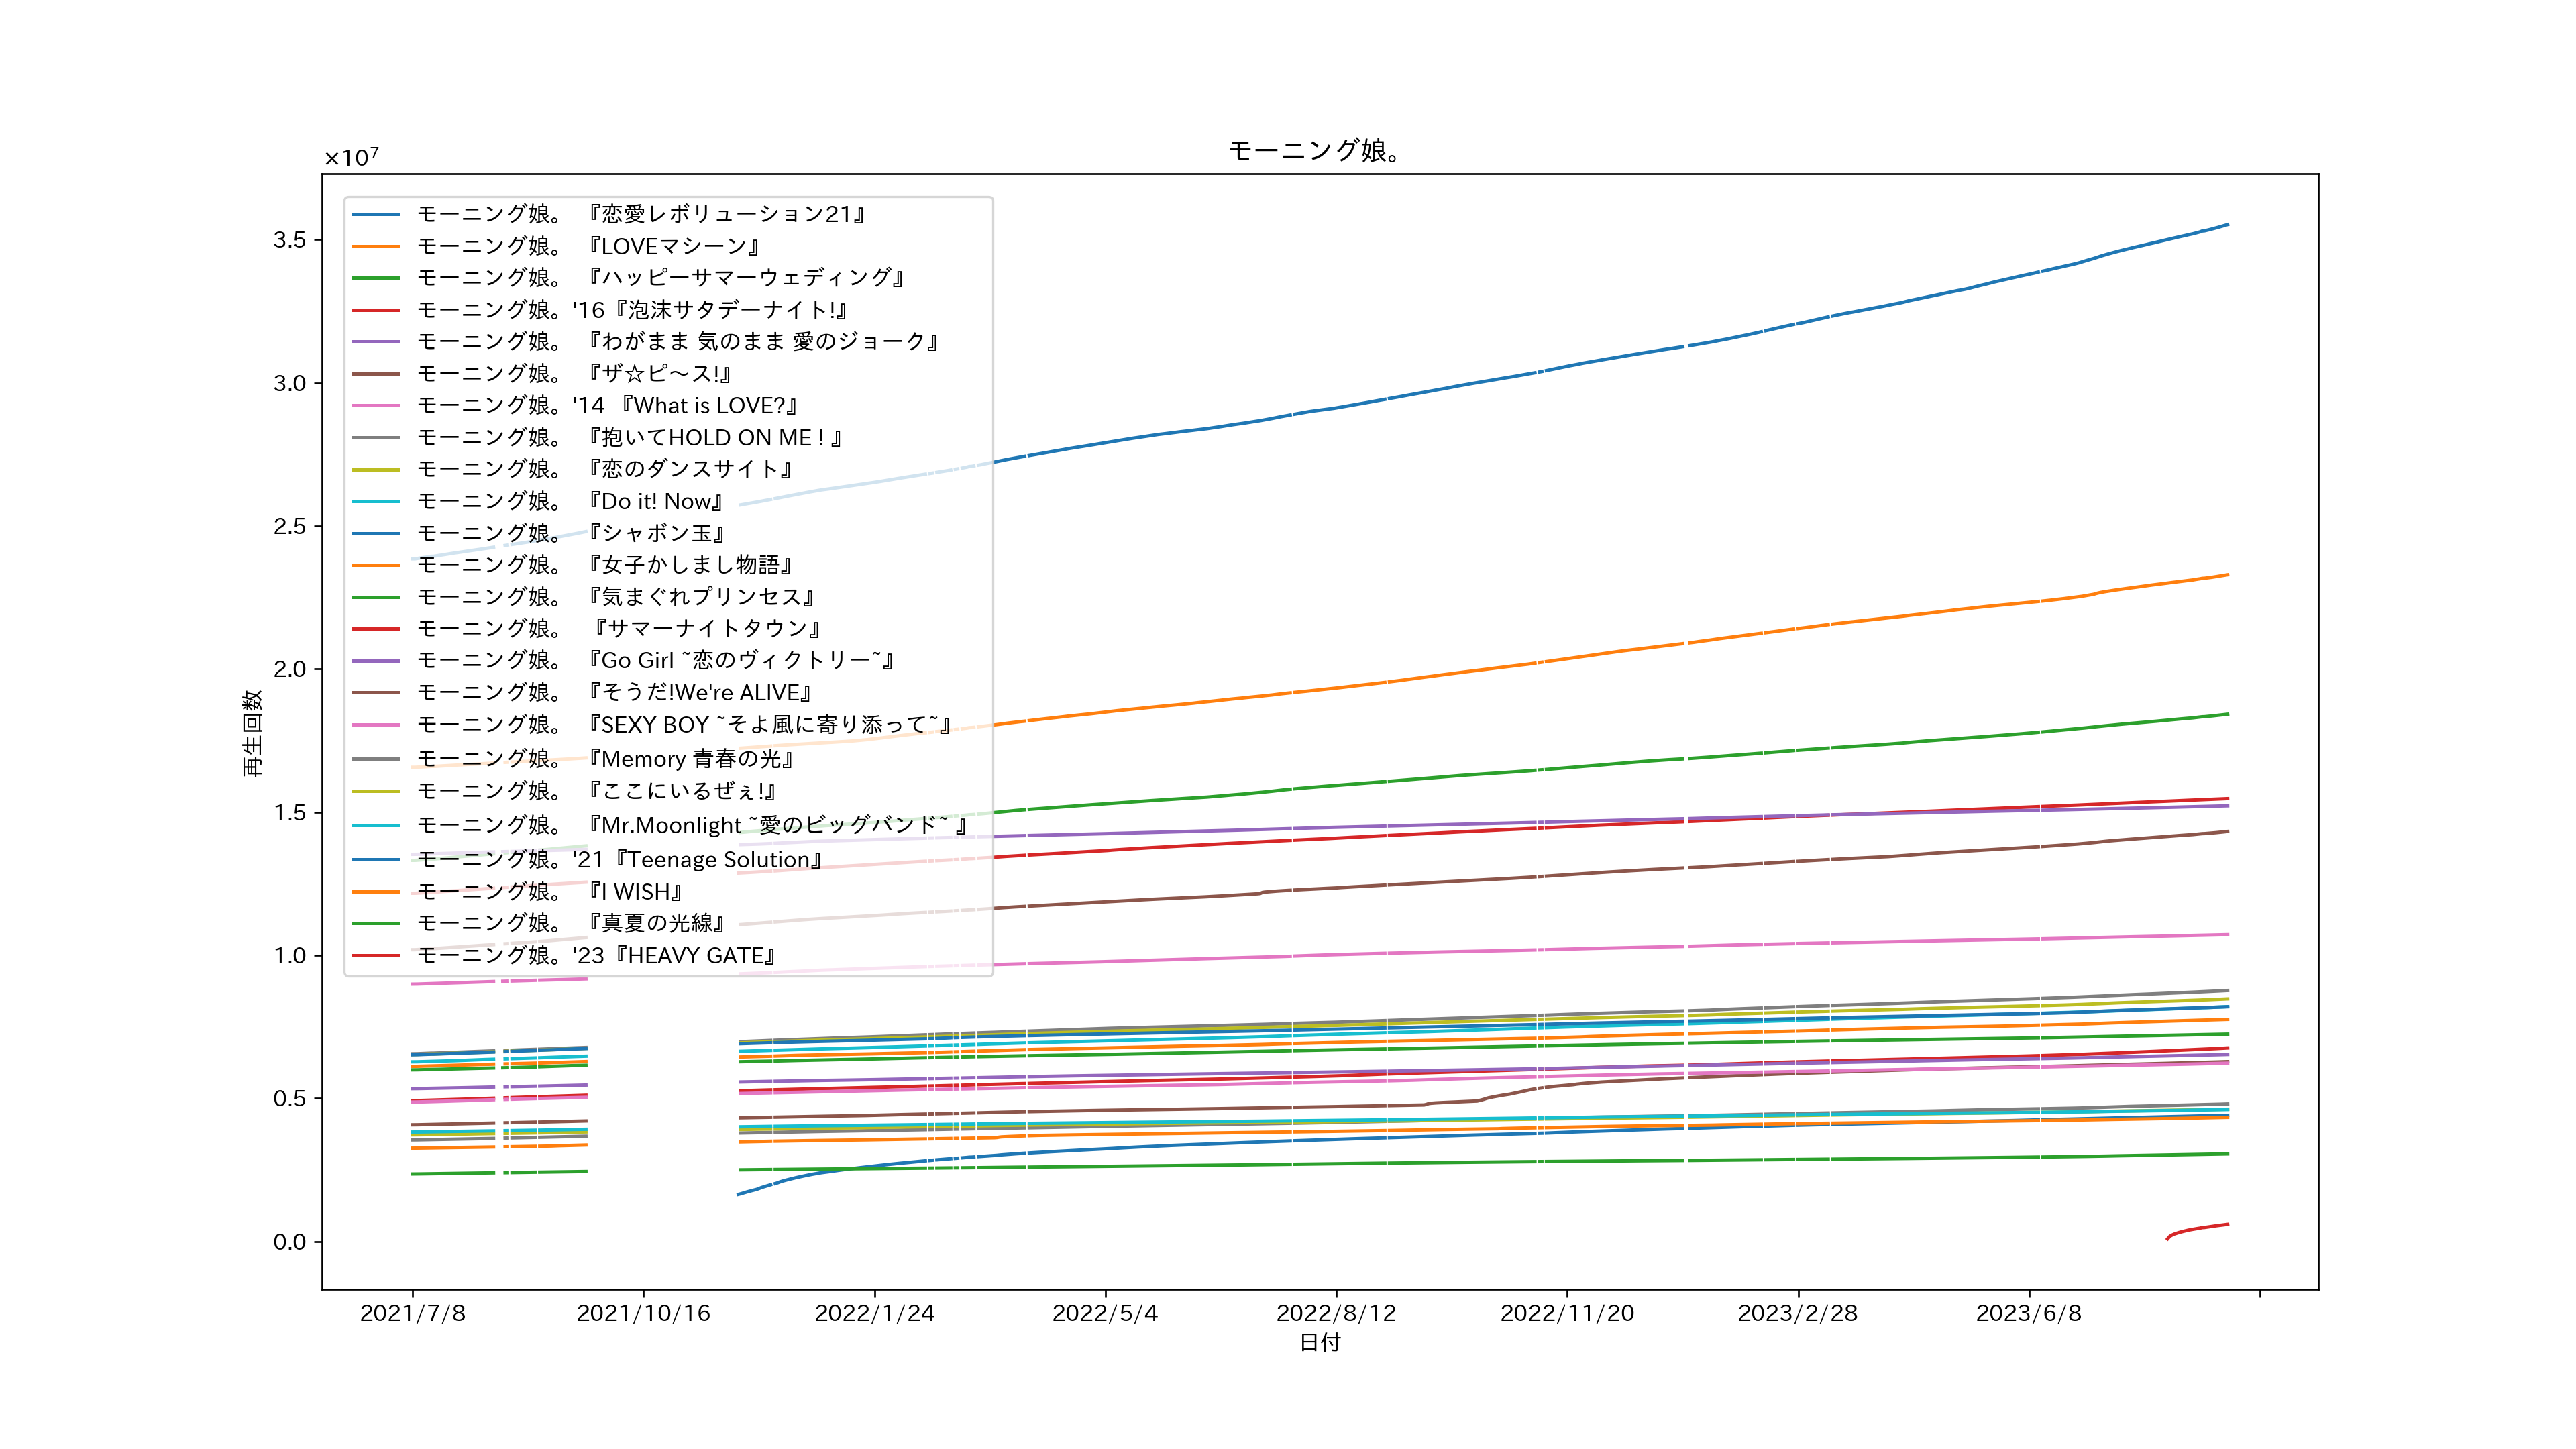 モーニング娘。
×10⁷
モーニング娘。 『恋愛レボリューション21』
モーニング娘。 『LOVEマシーン』
モーニング娘。 『ハッピーサマーウェディング』
モーニング娘。'16『泡沫サタデーナイト!』
モーニング娘。 『わがまま 気のまま 愛のジョーク』
モーニング娘。 『ザ☆ピ〜ス!』
モーニング娘。'14 『What is LOVE?』
モーニング娘。 『抱いてHOLD ON ME ! 』
モーニング娘。 『恋のダンスサイト』
モーニング娘。 『Do it! Now』
モーニング娘。 『シャボン玉』
モーニング娘。 『女子かしまし物語』
モーニング娘。 『気まぐれプリンセス』
モーニング娘。 『サマーナイトタウン』
モーニング娘。 『Go Girl ~恋のヴィクトリー~』
モーニング娘。 『そうだ!We're ALIVE』
モーニング娘。 『SEXY BOY ~そよ風に寄り添って~』
モーニング娘。 『Memory 青春の光』
モーニング娘。 『ここにいるぜぇ!』
モーニング娘。 『Mr.Moonlight ~愛のビッグバンド~ 』
モーニング娘。'21『Teenage Solution』
モーニング娘。 『I WISH』
モーニング娘。 『真夏の光線』
モーニング娘。'23『HEAVY GATE』
再生回数
3.5
3.0
2.5
2.0
1.5
1.0
0.5
0.0
2021/7/8 2021/10/16 2022/1/24 2022/5/4 2022/8/12 2022/11/20 2023/2/28 2023/6/8
日付